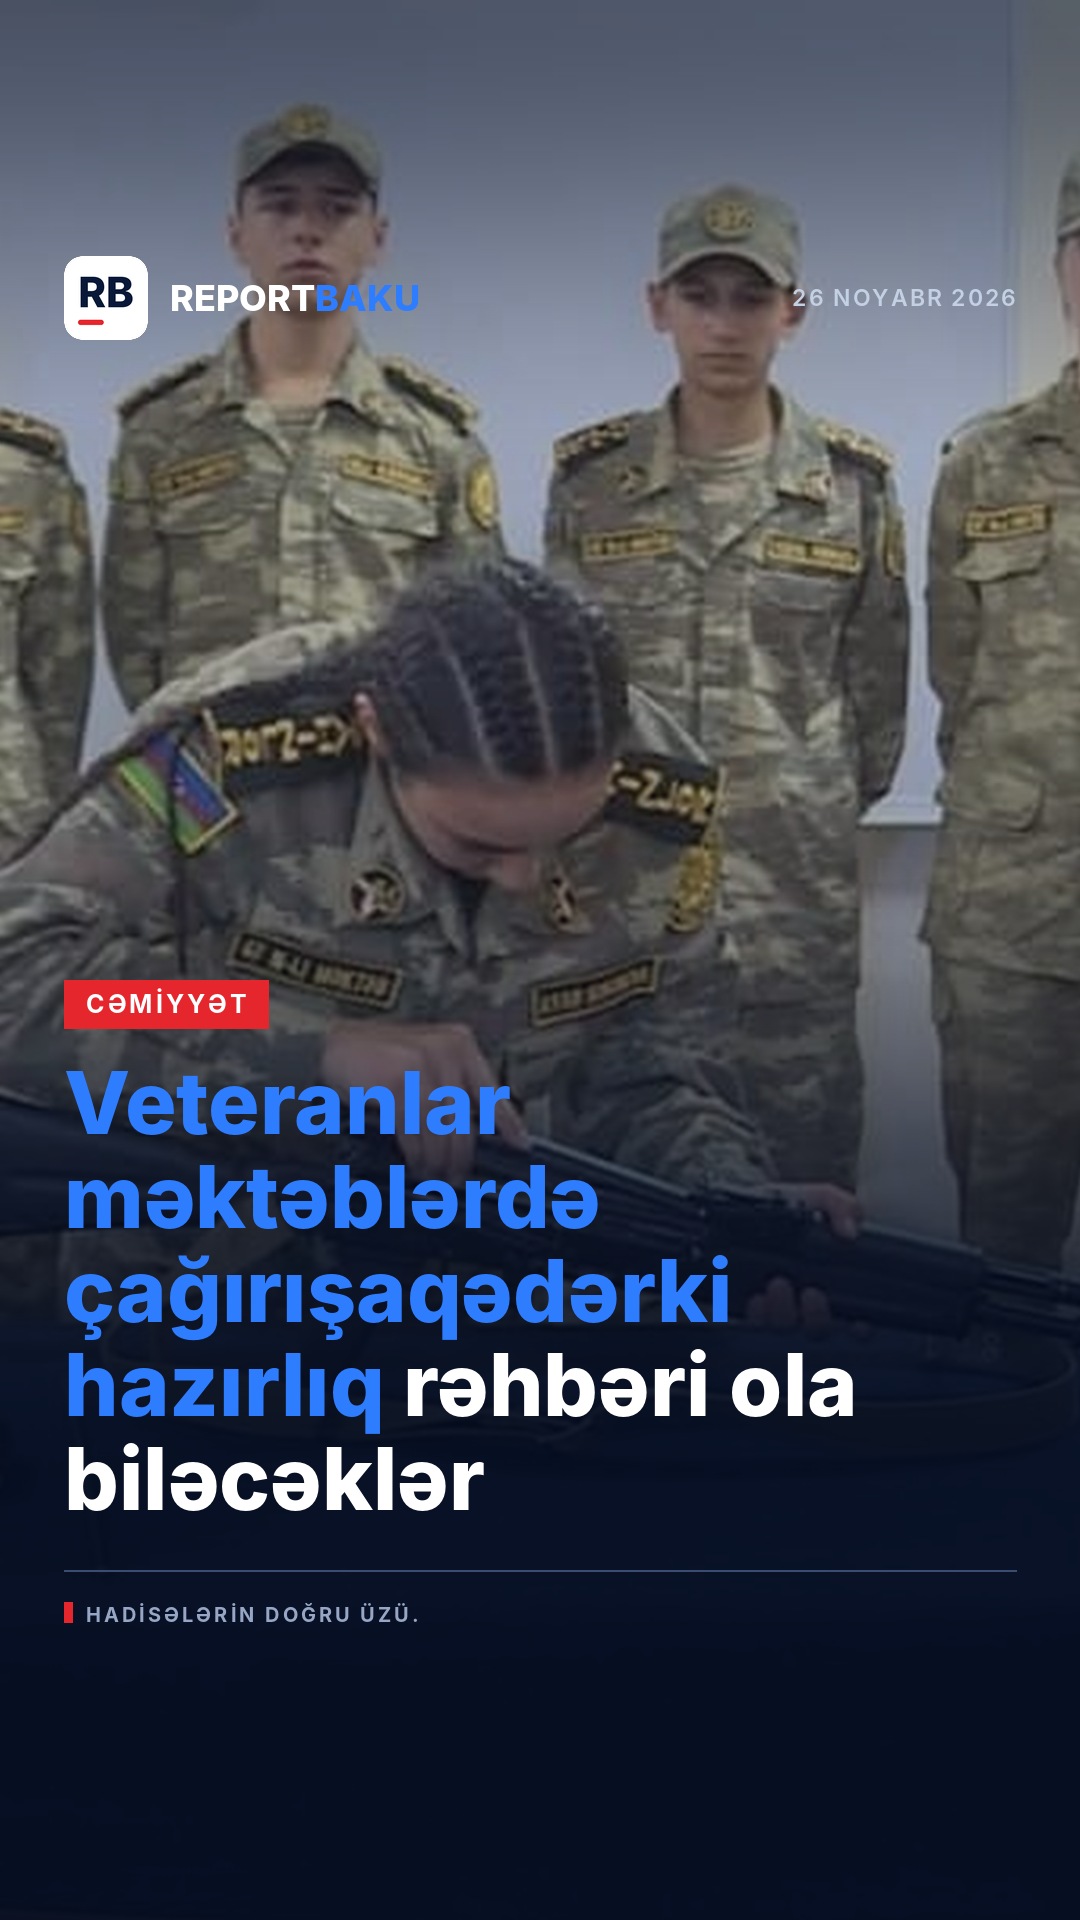 RB
REPORTBAKU
26 NOYABR 2026
CƏMİYYƏT
Veteranlar
məktəblərdə
çağırışaqədərki
hazırlıq rəhbəri ola
biləcəklər
HADİSƏLƏRİN DOĞRU ÜZÜ.